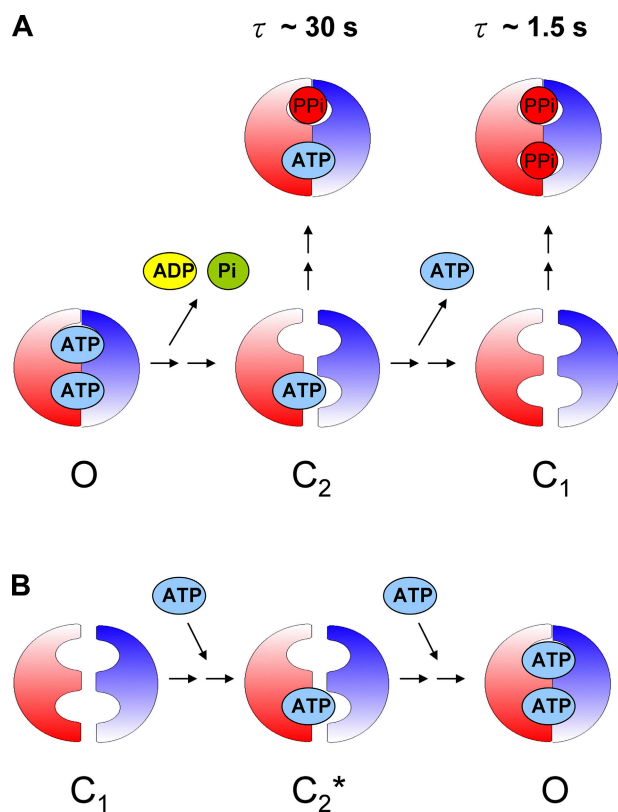 A
τ ~ 30 s
τ ~ 1.5 s
PPi
ATP
PPi
PPi
ADP
Pi
ATP
ATP
ATP
ATP
O
C₂
C₁
B
ATP
ATP
ATP
ATP
ATP
C₁
C₂*
O